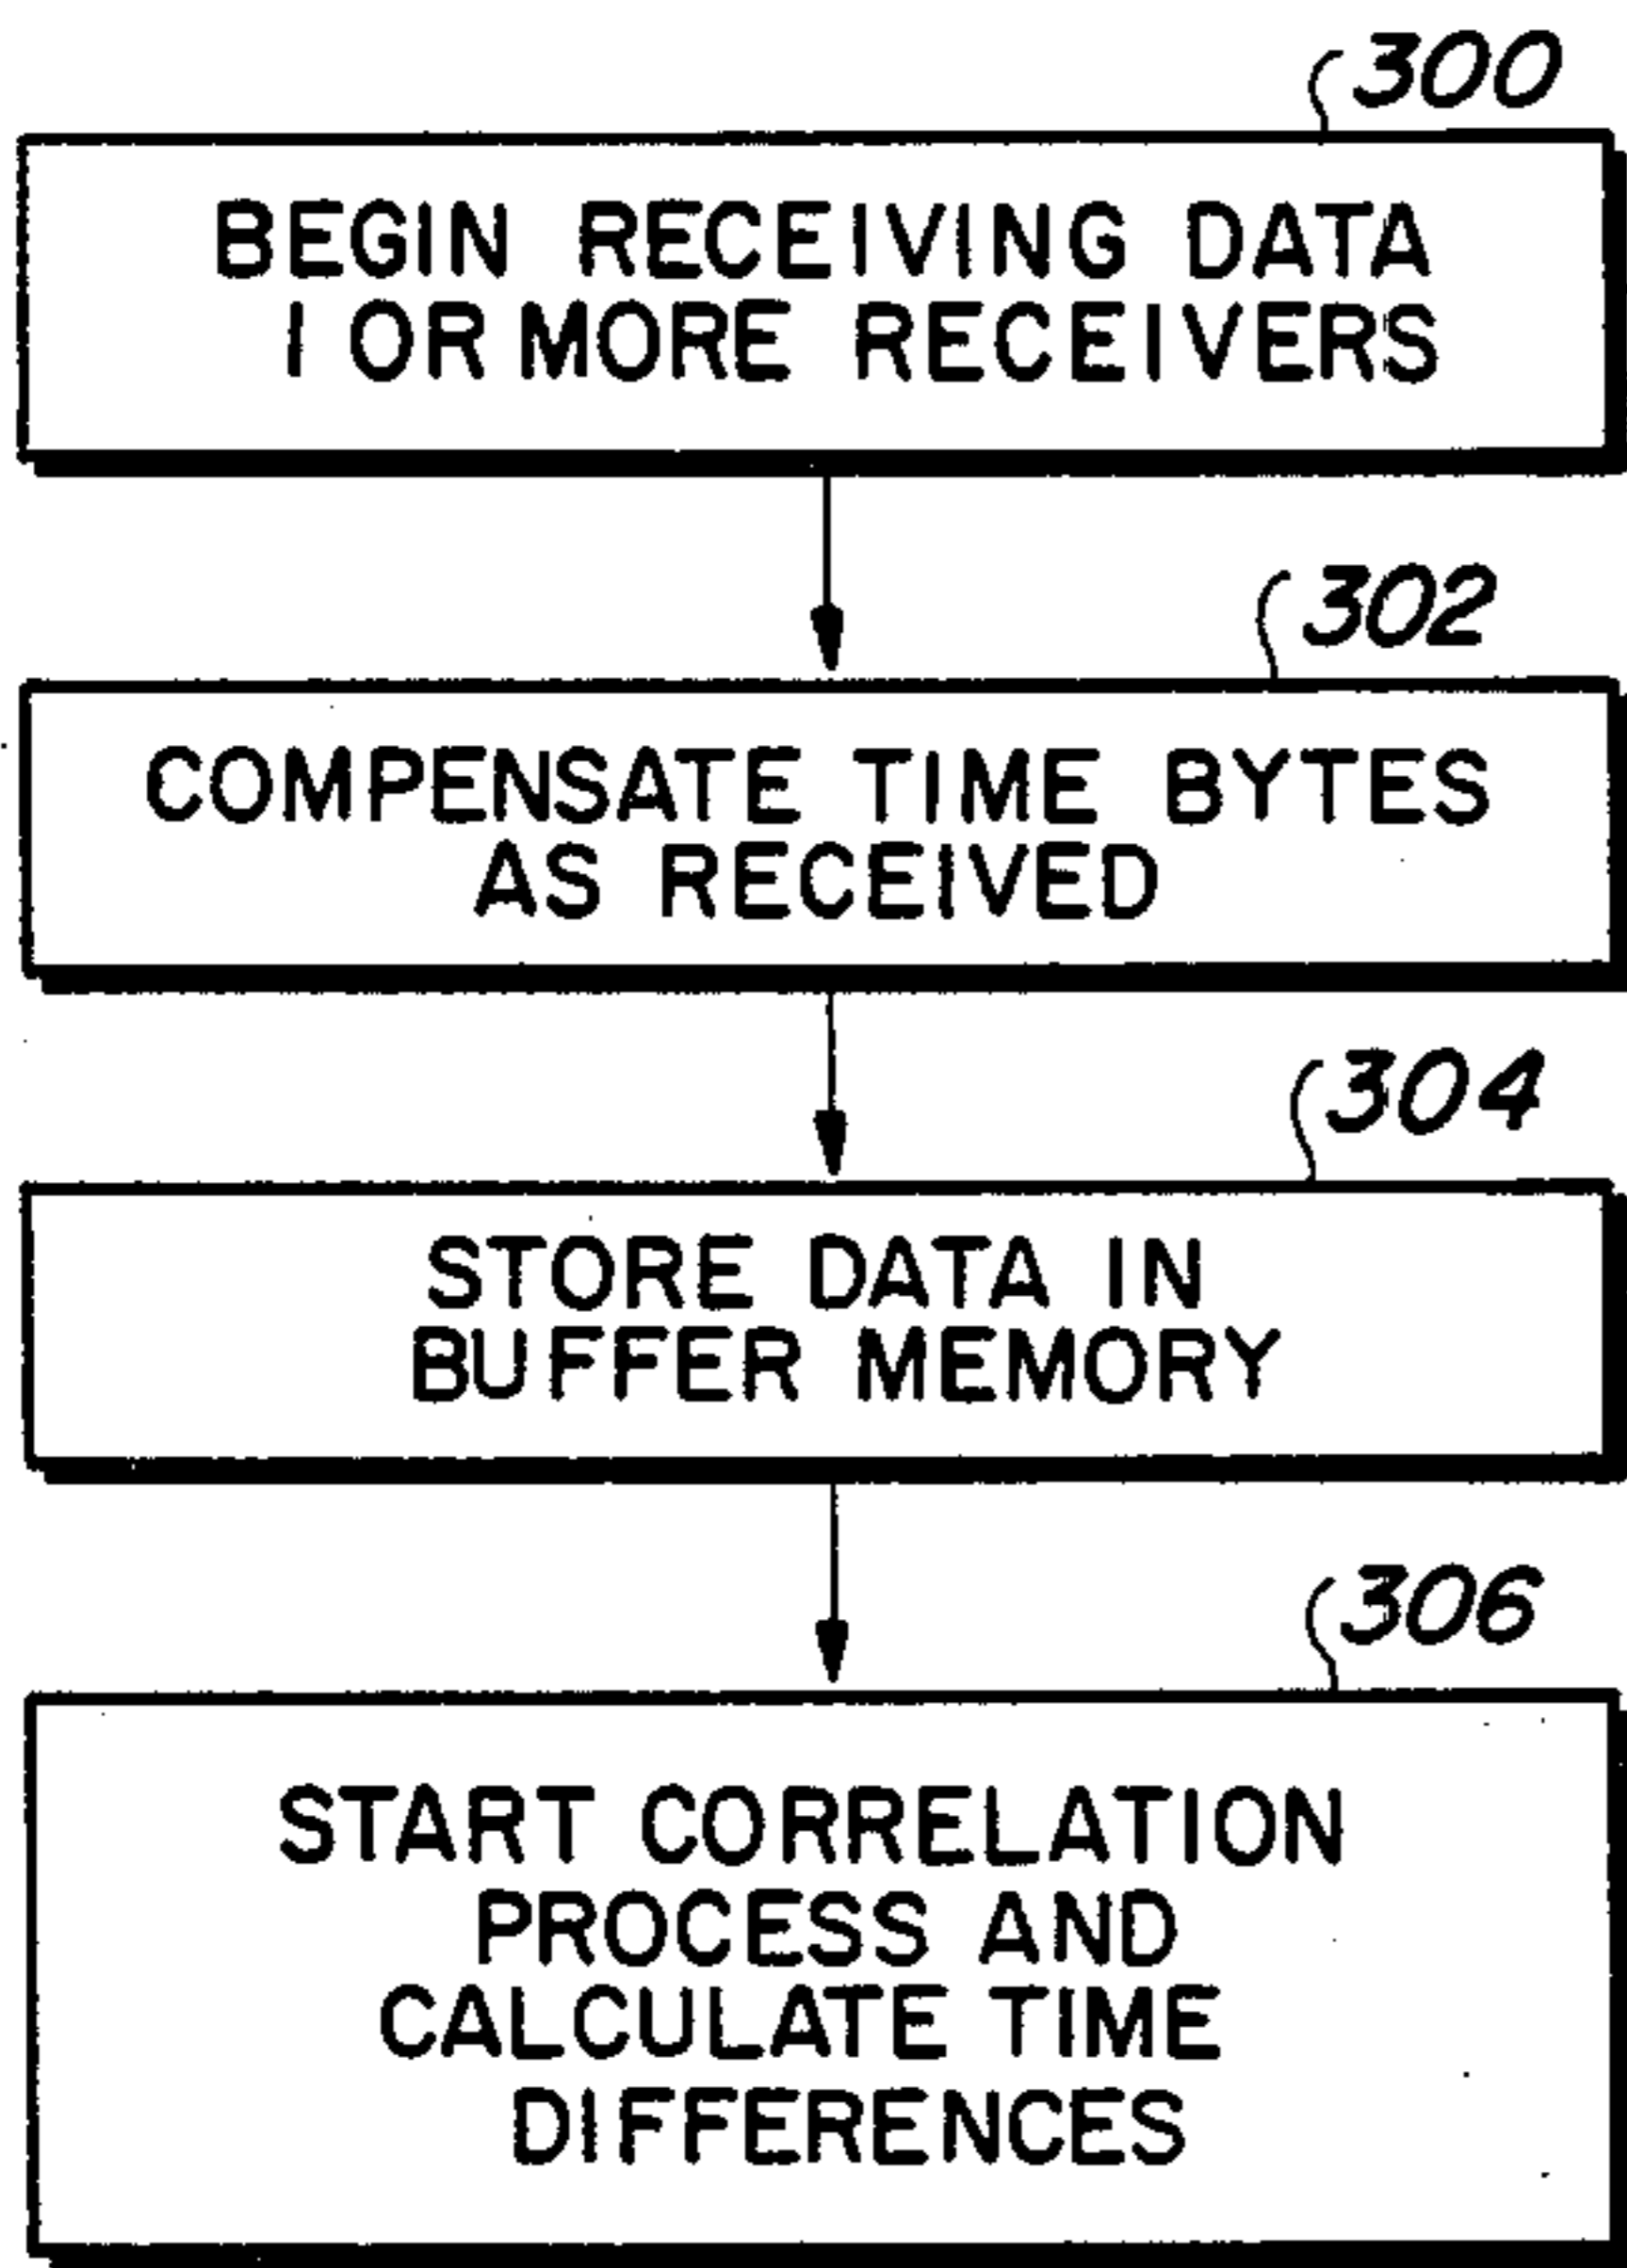 300
BEGIN RECEIVING DATA
1 OR MORE RECEIVERS
302
COMPENSATE TIME BYTES
AS RECEIVED
304
STORE DATA IN
BUFFER MEMORY
306
START CORRELATION
PROCESS AND
CALCULATE TIME
DIFFERENCES